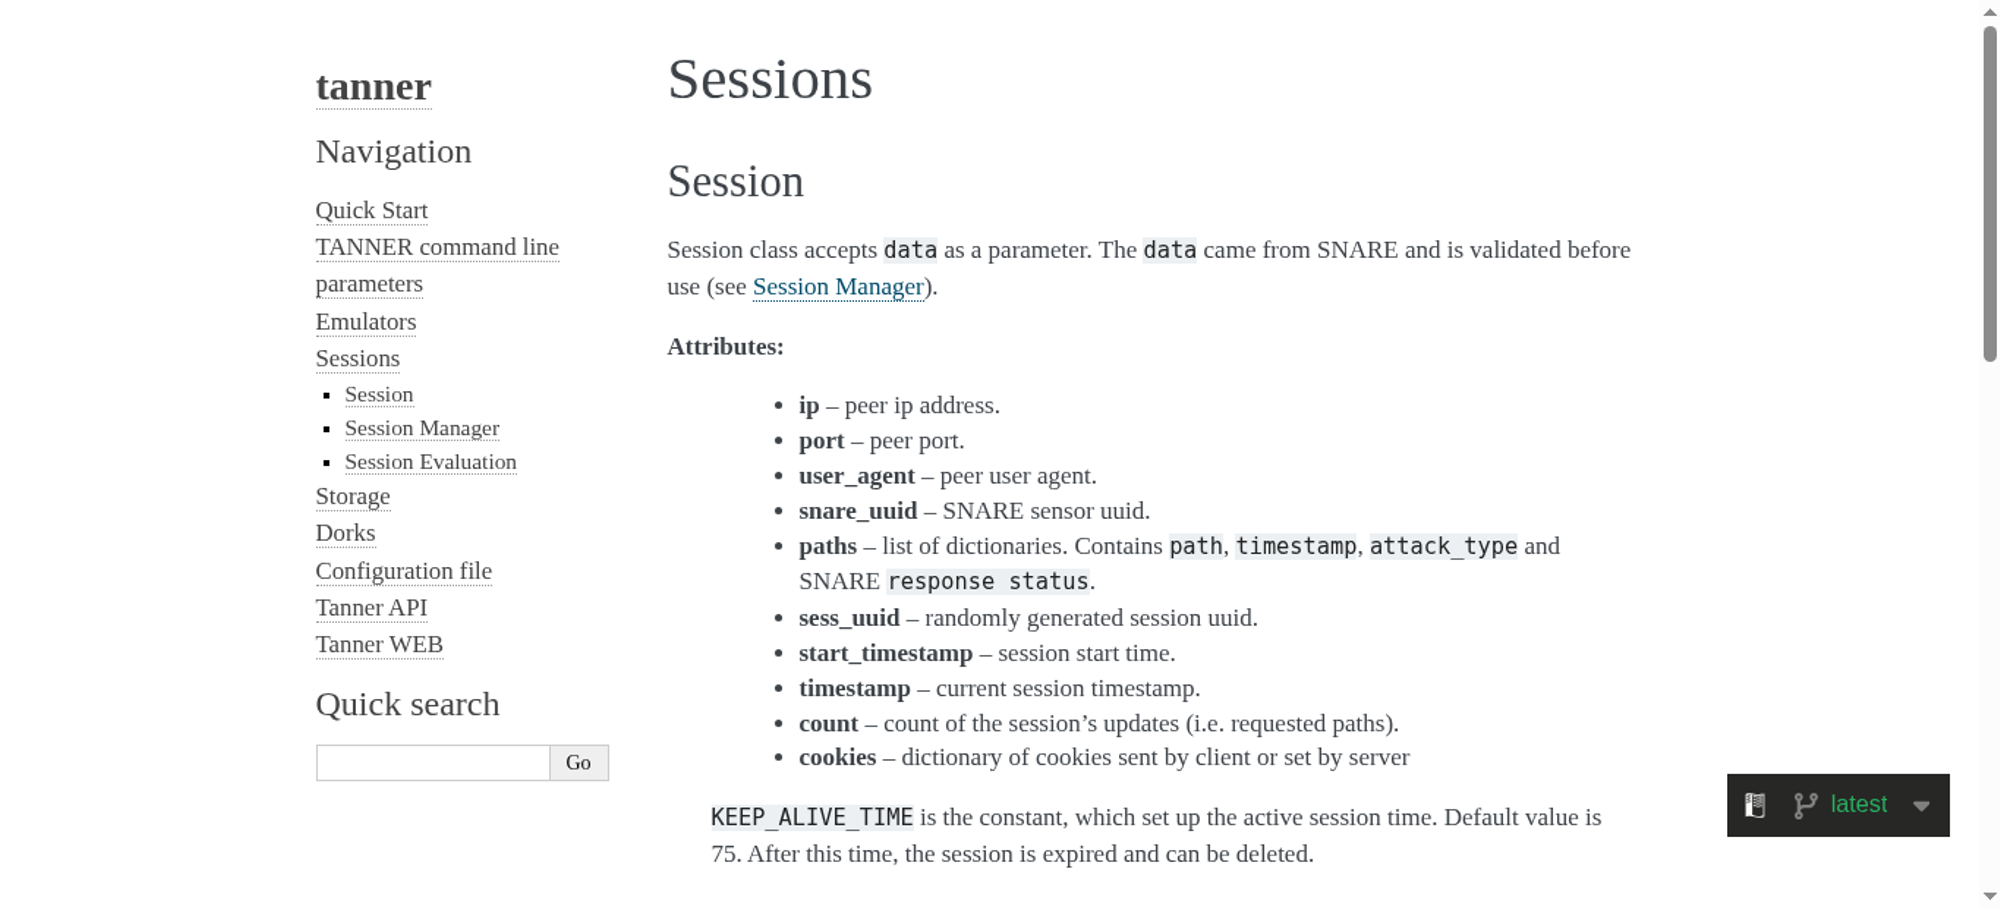 tanner
Navigation
Quick Start
TANNER command line
parameters
Emulators
Sessions
Session
Session Manager
Session Evaluation
Storage
Dorks
Configuration file
Tanner API
Tanner WEB
Quick search
Go
Sessions
Session
Session class accepts data as a parameter. The data came from SNARE and is validated before
use (see Session Manager).
Attributes:
• ip – peer ip address.
• port – peer port.
• user_agent – peer user agent.
• snare_uuid – SNARE sensor uuid.
• paths – list of dictionaries. Contains path, timestamp, attack_type and
SNARE response status.
• sess_uuid – randomly generated session uuid.
• start_timestamp – session start time.
• timestamp – current session timestamp.
• count – count of the session’s updates (i.e. requested paths).
• cookies – dictionary of cookies sent by client or set by server
KEEP_ALIVE_TIME is the constant, which set up the active session time. Default value is
75. After this time, the session is expired and can be deleted.
latest